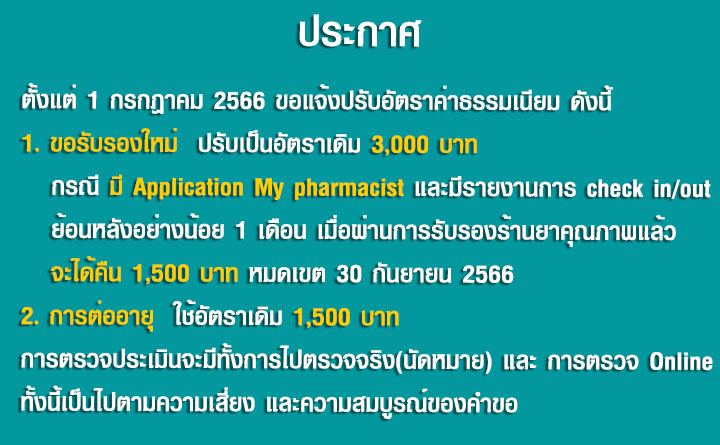 ประกาศ
ตั้งแต่ 1 กรกฎาคม 2566 ขอแจ้งปรับอัตราค่าธรรมเนียม ดังนี้
1. ขอรับรองใหม่ ปรับเป็นอัตราเดิม 3,000 บาท
กรณี มี Application My pharmacist และมีรายงานการ check in/out
ย้อนหลังอย่างน้อย 1 เดือน เมื่อผ่านการรับรองร้านยาคุณภาพแล้ว
จะได้คืน 1,500 บาท หมดเขต 30 กันยายน 2566
2. การต่ออายุ ใช้อัตราเดิม 1,500 บาท
การตรวจประเมินจะมีทั้งการไปตรวจจริง(นัดหมาย) และ การตรวจ Online
ทั้งนี้เป็นไปตามความเสี่ยง และความสมบูรณ์ของคำขอ